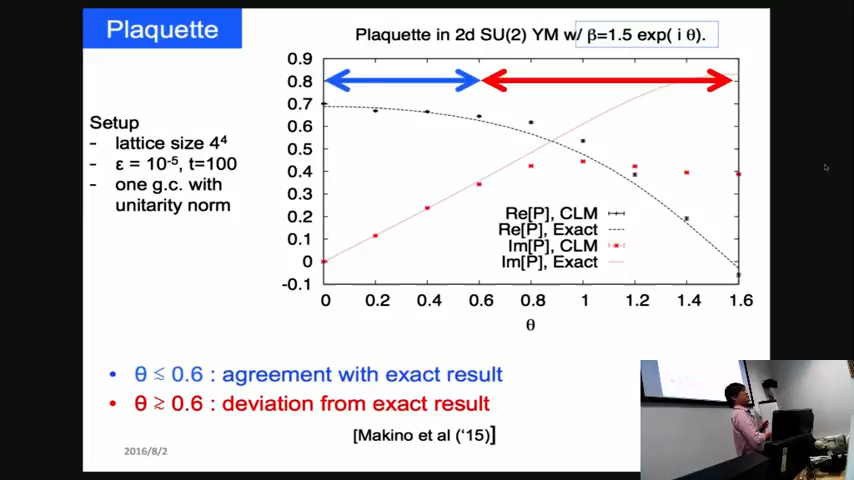 Plaquette
Plaquette in 2d SU(2) YM w/ β=1.5 exp( i θ).
Setup
- lattice size 4⁴
- ε = 10⁻⁵, t=100
- one g.c. with
unitarity norm
0.9
0.8
0.7
0.6
0.5
0.4
0.3
0.2
0.1
0
-0.1
Re[P], CLM
Re[P], Exact
Im[P], CLM
Im[P], Exact
0 0.2 0.4 0.6 0.8 1 1.2 1.4 1.6
θ
• θ ≲ 0.6 : agreement with exact result
• θ ≳ 0.6 : deviation from exact result
[Makino et al (‘15)]
2016/8/2